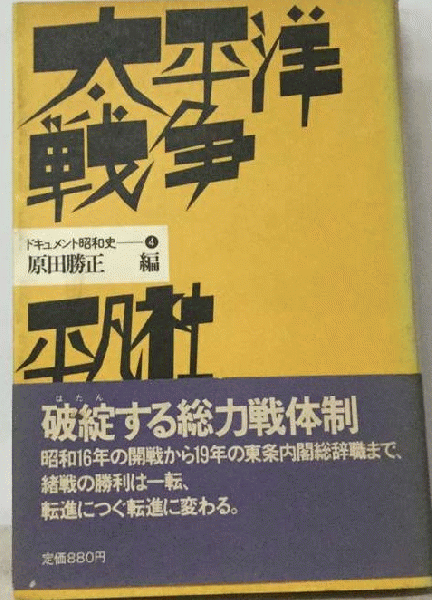 太平洋
戦争
ドキュメント昭和史——4
原田勝正 編
平凡社
はたん
破綻する総力戦体制
昭和16年の開戦から19年の東条内閣総辞職まで、
緒戦の勝利は一転、
転進につぐ転進に変わる。
定価880円